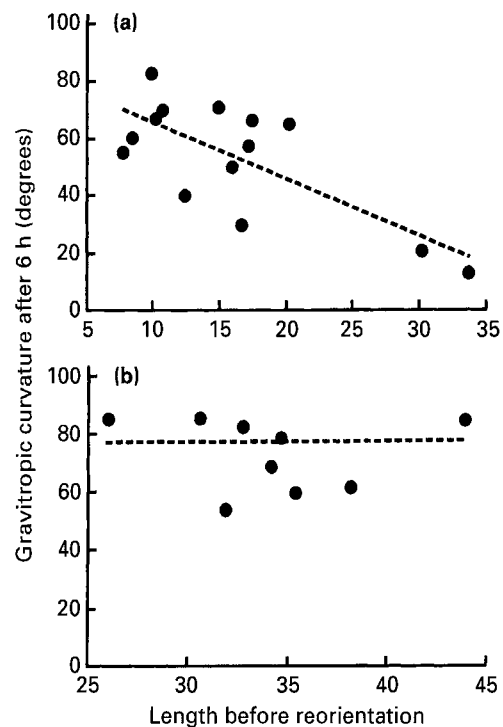 Gravitropic curvature after 6 h (degrees)
(a)
100
80
60
40
20
0
5 10 15 20 25 30 35
(b)
100
80
60
40
20
0
25 30 35 40 45
Length before reorientation